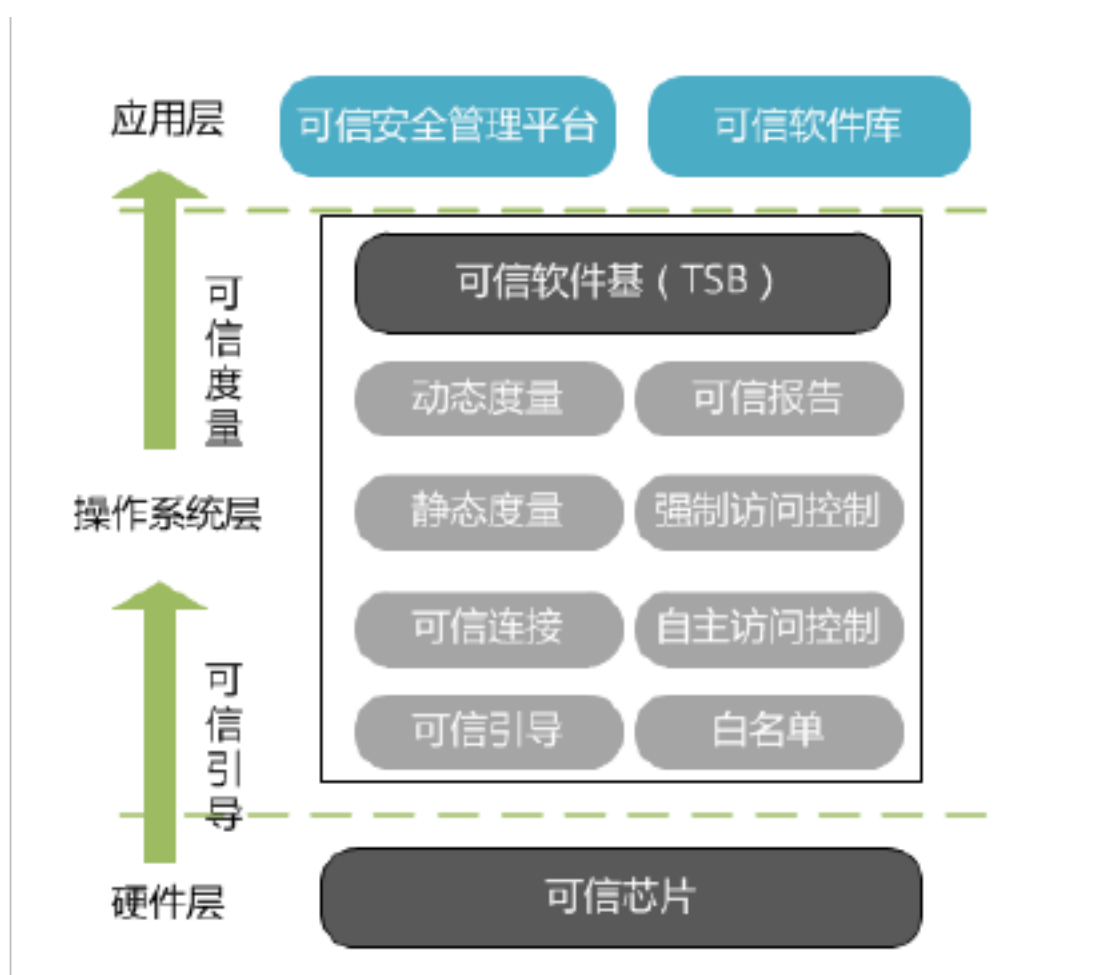 应用层
可信安全管理平台
可信软件库
可信度量
可信软件基（TSB）
动态度量
可信报告
操作系统层
静态度量
强制访问控制
可信连接
自主访问控制
可信引导
可信引导
白名单
硬件层
可信芯片